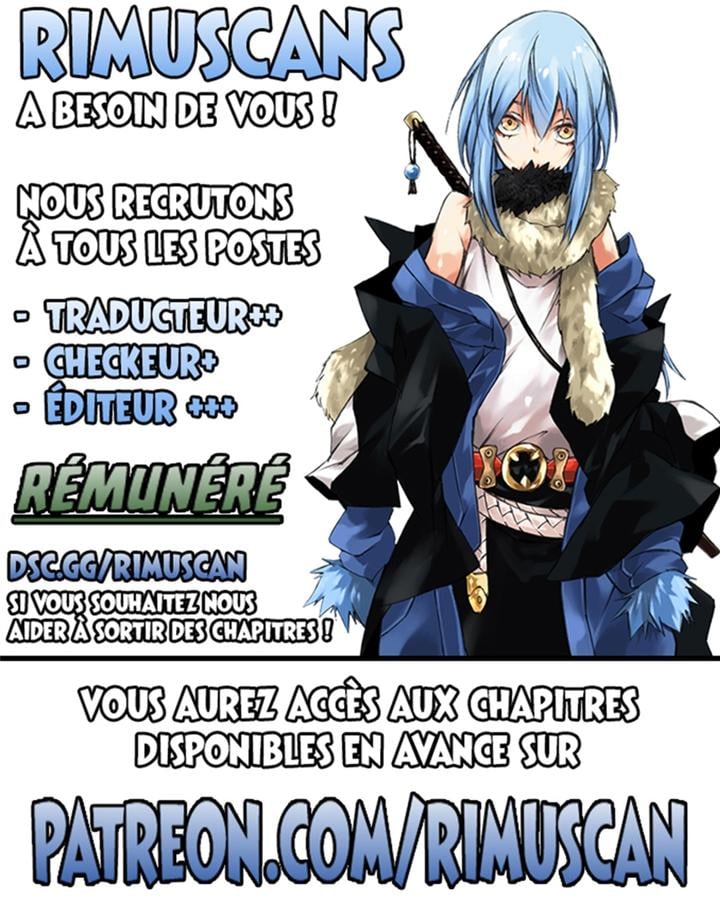 RIMUSCANS
A BESOIN DE VOUS !
NOUS RECRUTONS
À TOUS LES POSTES
- TRADUCTEUR++
- CHECKEUR+
- ÉDITEUR +++
RÉMUNÉRÉ
DSC.GG/RIMUSCAN
SI VOUS SOUHAITEZ NOUS
AIDER À SORTIR DES CHAPITRES !
VOUS AUREZ ACCÈS AUX CHAPITRES
DISPONIBLES EN AVANCE SUR
PATREON.COM/RIMUSCAN